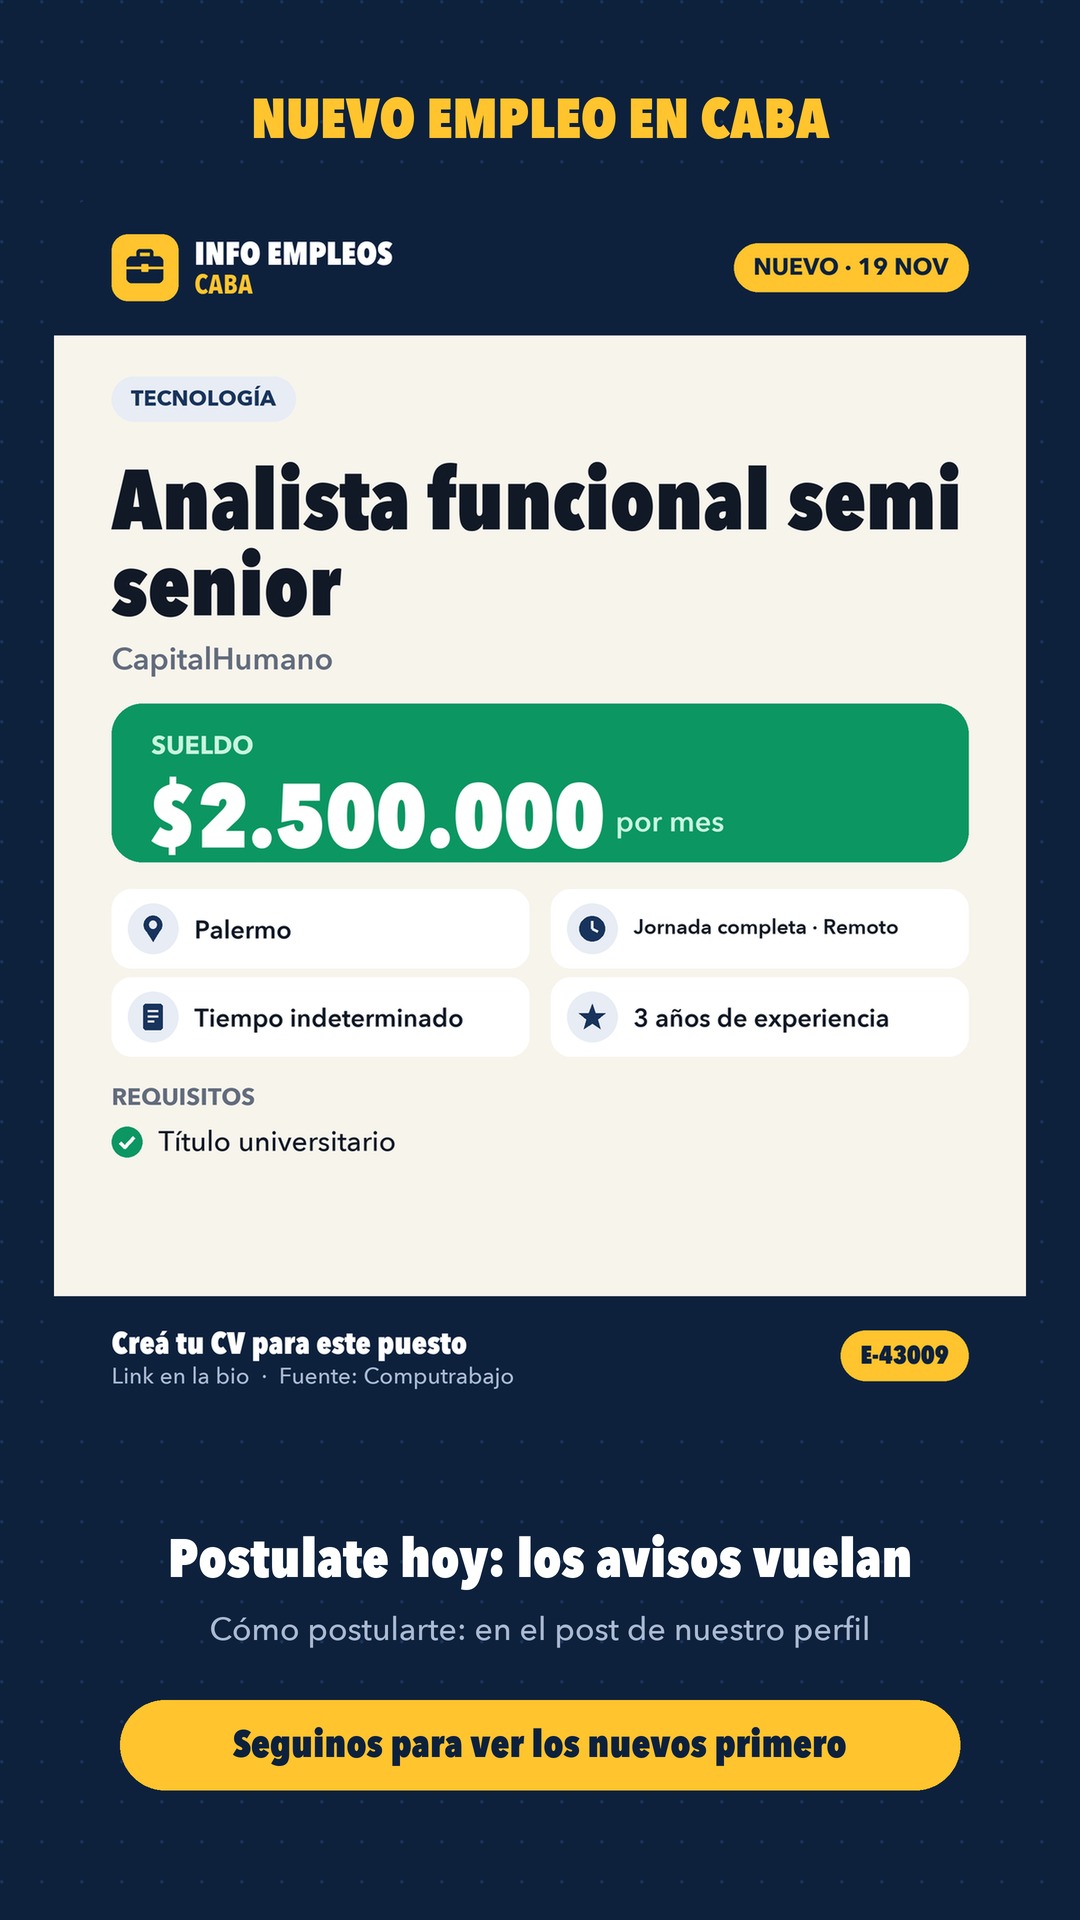 NUEVO EMPLEO EN CABA
INFO EMPLEOS
CABA
NUEVO · 19 NOV
TECNOLOGÍA
Analista funcional semi
senior
CapitalHumano
SUELDO
$2.500.000 por mes
Palermo
Jornada completa · Remoto
Tiempo indeterminado
3 años de experiencia
REQUISITOS
Título universitario
Creá tu CV para este puesto
Link en la bio · Fuente: Computrabajo
E-43009
Postulate hoy: los avisos vuelan
Cómo postularte: en el post de nuestro perfil
Seguinos para ver los nuevos primero